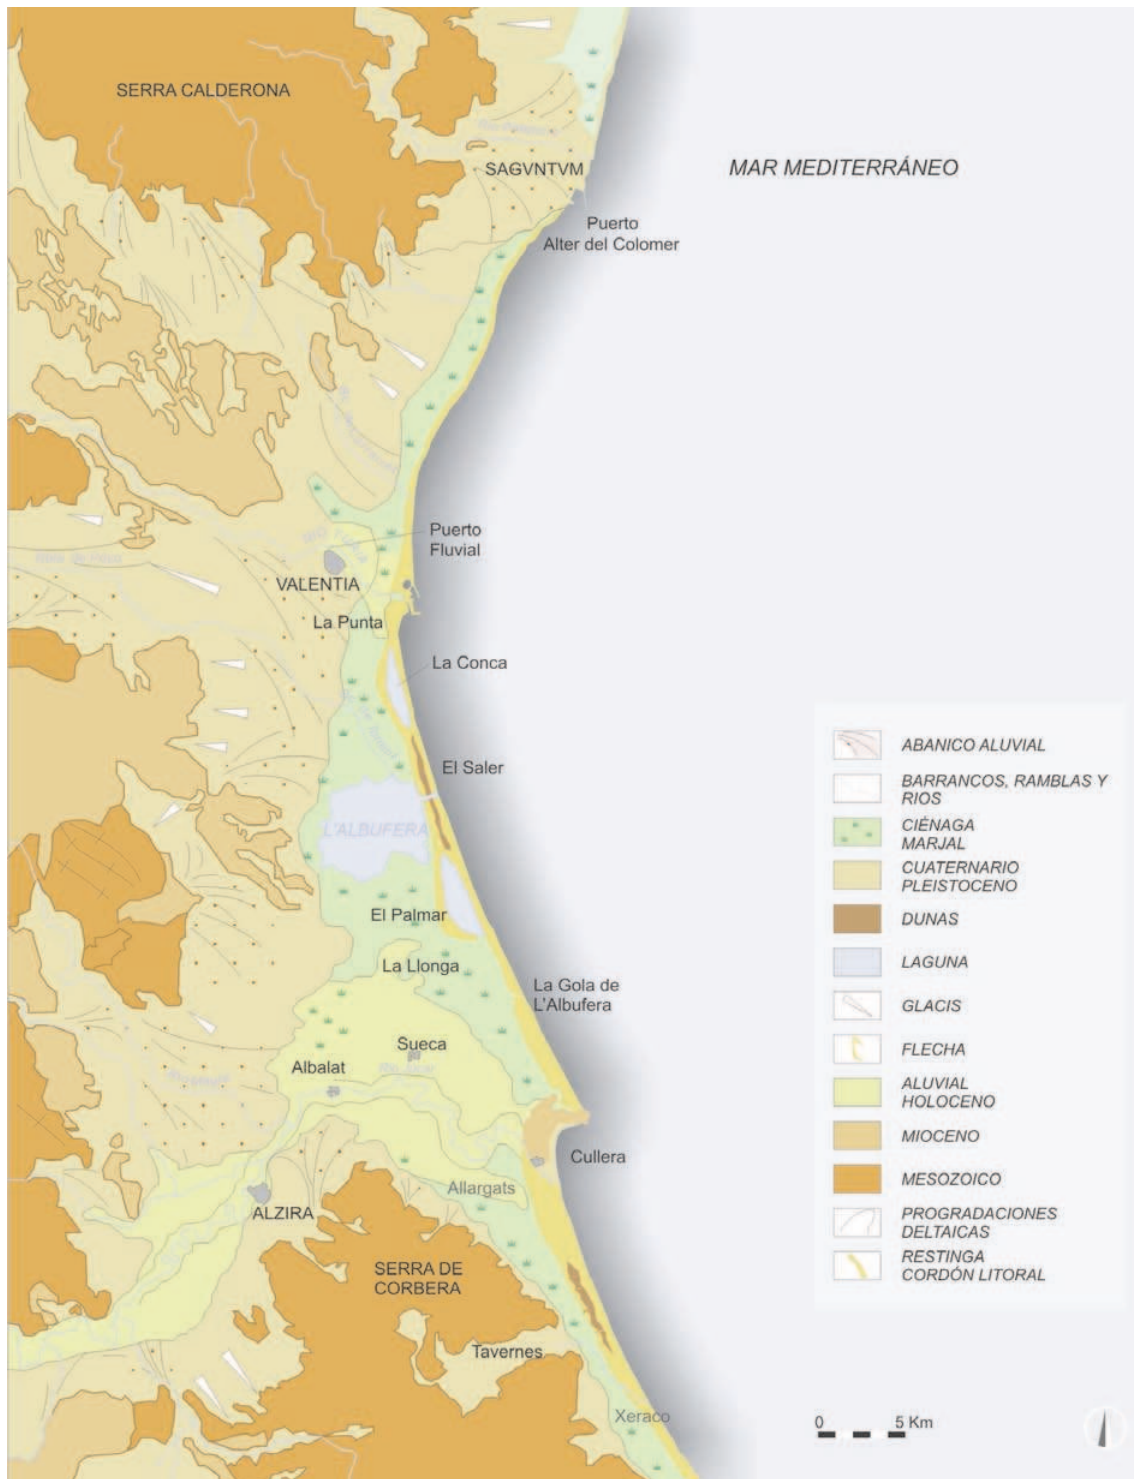 SERRA CALDERONA
MAR MEDITERRÁNEO
SAGVNTVM
Puerto
Alter del Colomer
Puerto
Fluvial
VALENTIA
La Punta
La Conca
El Saler
L'ALBUFERA
El Palmar
La Llonga
La Gola de
L'Albufera
Sueca
Albalat
Cullera
Allargats
ALZIRA
SERRA DE
CORBERA
Tavernes
Xeraco
ABANICO ALUVIAL
BARRANCOS, RAMBLAS Y
RIOS
CIÉNAGA
MARJAL
CUATERNARIO
PLEISTOCENO
DUNAS
LAGUNA
GLACIS
FLECHA
ALUVIAL
HOLOCENO
MIOCENO
MESOZOICO
PROGRADACIONES
DELTAICAS
RESTINGA
CORDÓN LITORAL
0 5 Km